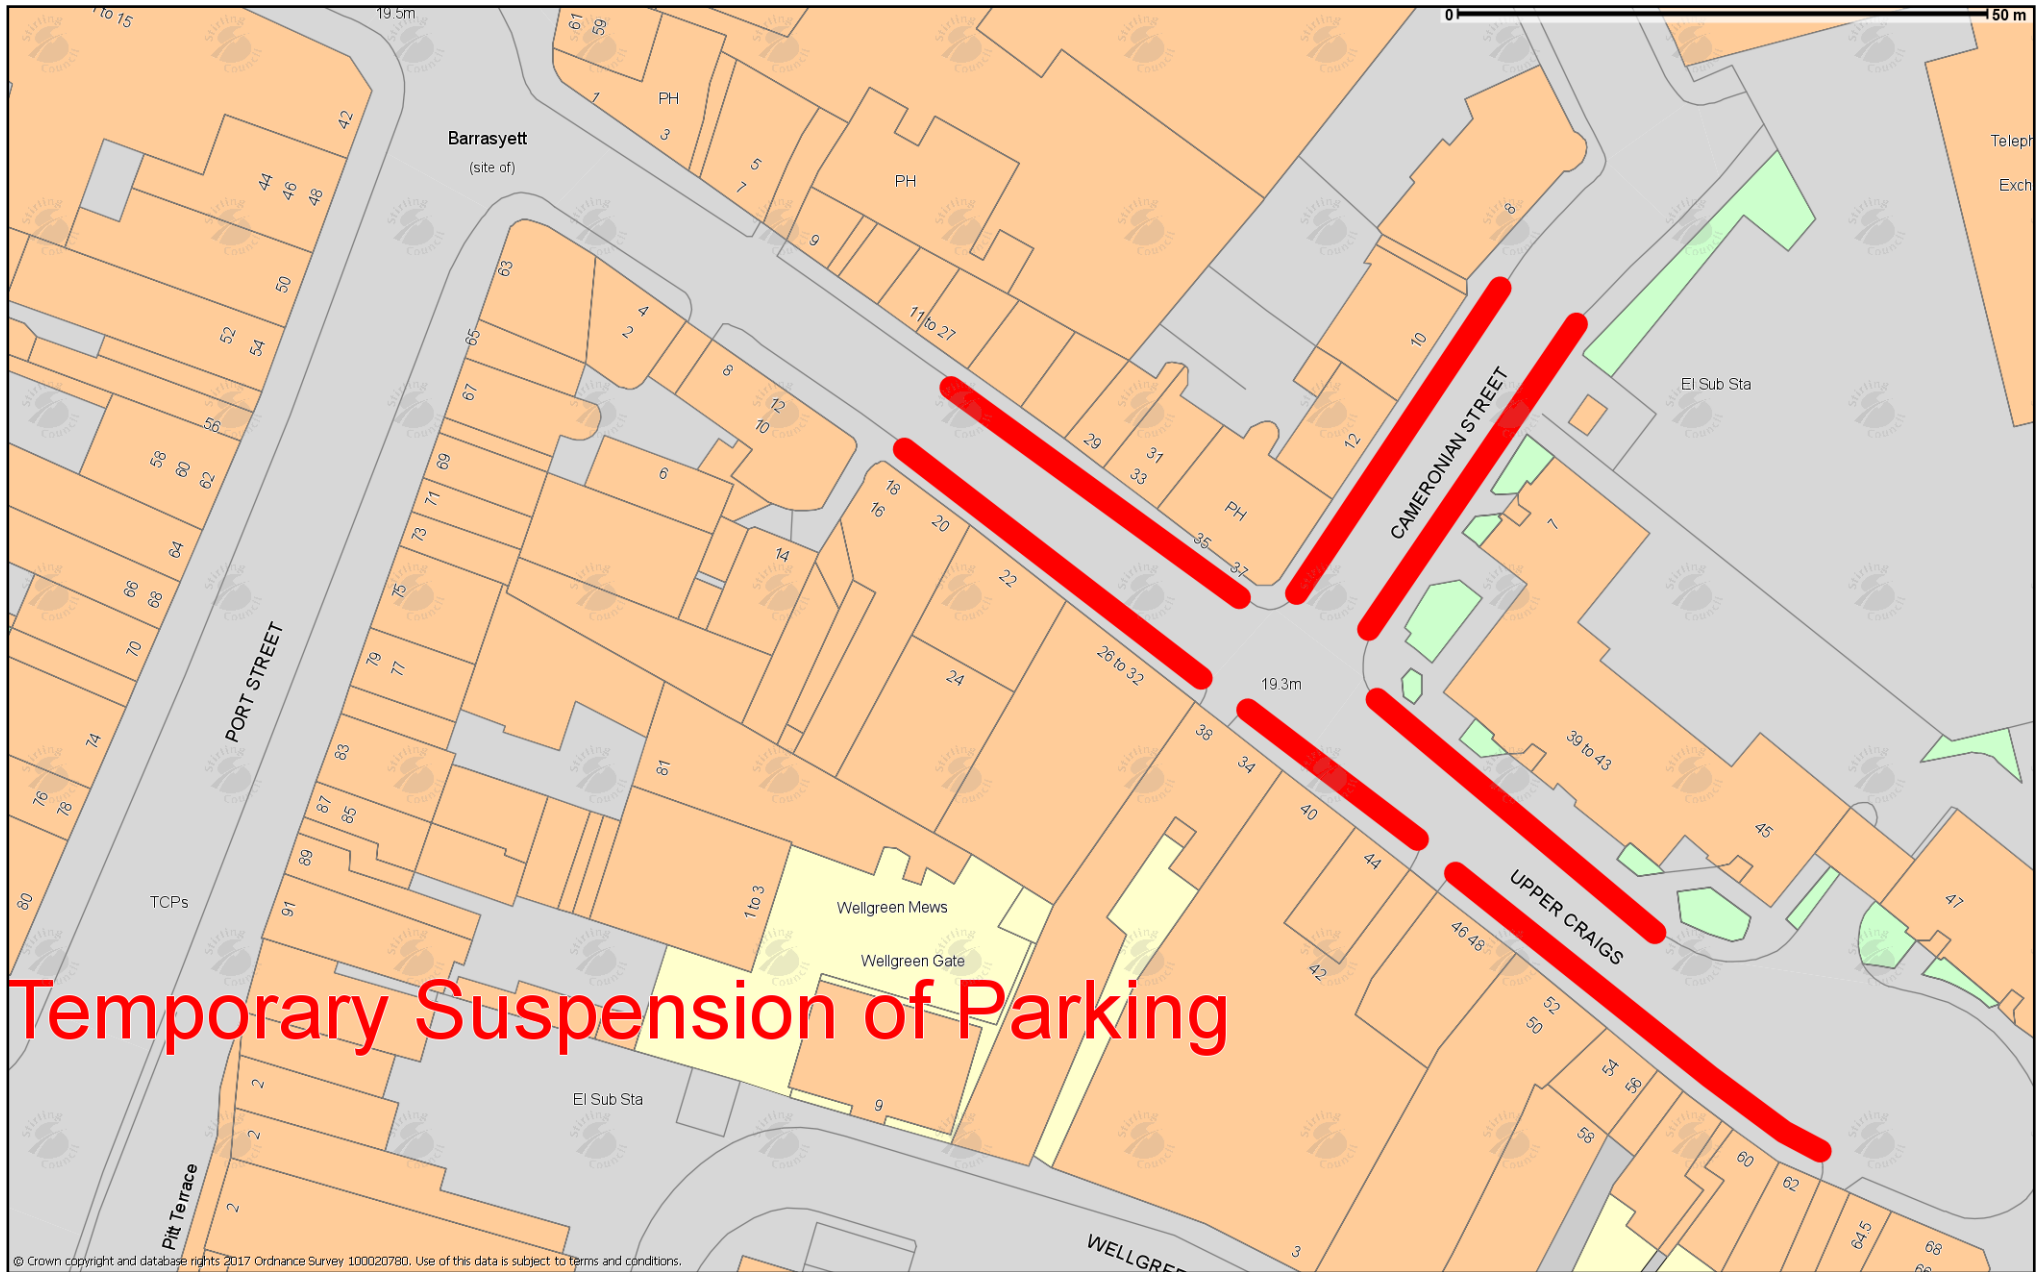 1 to 15
19.5m
61
59
0
50 m
42
Barrasyett
(site of)
1
PH
3
5
7
PH
9
Teleph
Exch
44
46
48
8
50
63
4
2
52
54
65
11 to 27
10
8
67
12
10
El Sub Sta
CAMERONIAN STREET
56
58
60
62
69
71
73
6
18
16
20
29
31
33
12
PH
7
64
66
68
75
14
22
35
37
70
PORT STREET
79
77
24
26 to 32
19.3m
74
83
81
38
34
39 to 43
76
78
87
85
40
45
89
44
80
TCPs
91
1 to 3
Wellgreen Mews
Wellgreen Gate
46 48
UPPER CRAIGS
47
42
Temporary Suspension of Parking
52
50
54
56
2
El Sub Sta
9
2
58
60
62
Pitt Terrace
2
WELLGREE
3
64.5
68
66
© Crown copyright and database rights 2017 Ordnance Survey 100020780. Use of this data is subject to terms and conditions.
Stirling
Council